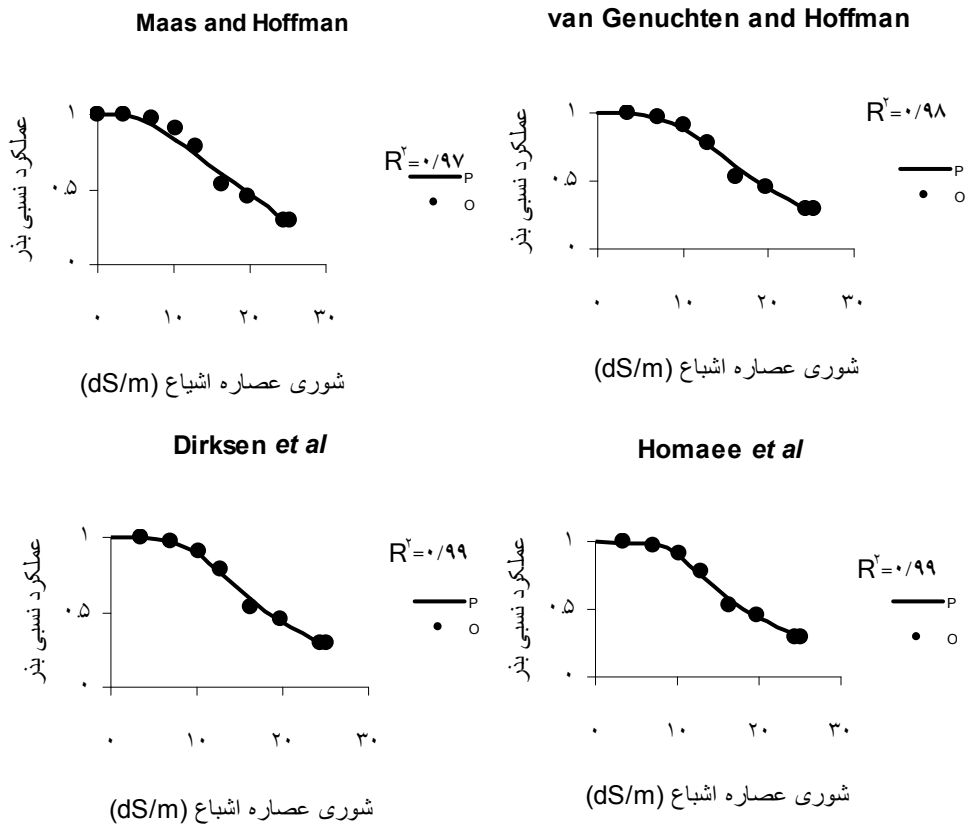 Maas and Hoffman
عملکرد نسبی بذر
۱
۰.۵
۰
۰ ۱۰ ۲۰ ۳۰
R²=۰/۹۷
P
O
شوری عصاره اشباع (dS/m)
van Genuchten and Hoffman
عملکرد نسبی بذر
۱
۰.۵
۰
۰ ۱۰ ۲۰ ۳۰
R²=۰/۹۸
P
O
شوری عصاره اشباع (dS/m)
Dirksen et al
عملکرد نسبی بذر
۱
۰.۵
۰
۰ ۱۰ ۲۰ ۳۰
R²=۰/۹۹
P
O
شوری عصاره اشباع (dS/m)
Homaee et al
عملکرد نسبی بذر
۱
۰.۵
۰
۰ ۱۰ ۲۰ ۳۰
R²=۰/۹۹
P
O
شوری عصاره اشباع (dS/m)